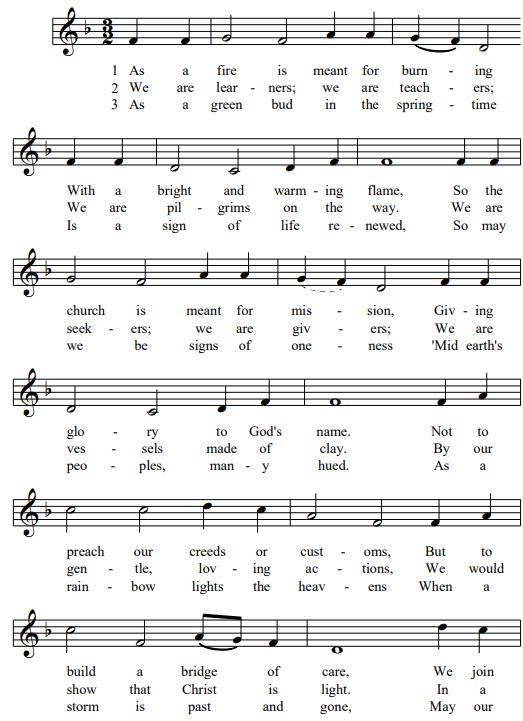 3
2
1 As a fire is meant for burn - ing
2 We are lear - ners; we are teach - ers;
3 As a green bud in the spring - time
With a bright and warm - ing flame, So the
We are pil - grims on the way. We are
Is a sign of life re - newed, So may
church is meant for mis - sion, Giv - ing
seek - ers; we are giv - ers; We are
we be signs of one - ness 'Mid earth's
glo - ry to God's name. Not to
ves - sels made of clay. By our
peo - ples, man - y hued. As a
preach our creeds or cust - oms, But to
gen - tle, lov - ing ac - tions, We would
rain - bow lights the heav - ens When a
build a bridge of care, We join
show that Christ is light. In a
storm is past and gone, May our